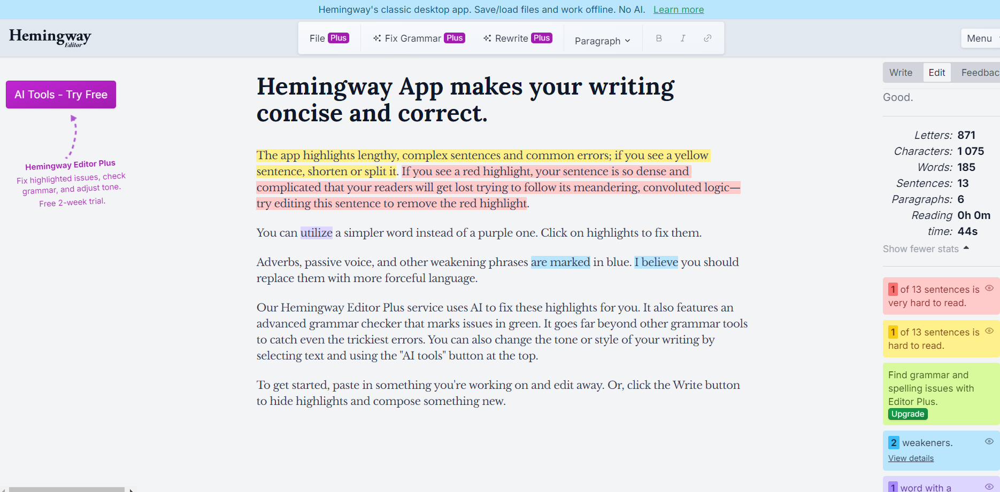 Hemingway's classic desktop app. Save/load files and work offline. No AI. Learn more
Hemingway
Editor
File Plus
Fix Grammar Plus
Rewrite Plus
Paragraph
B
I
Menu
AI Tools - Try Free
Hemingway Editor Plus
Fix highlighted issues, check
grammar, and adjust tone.
Free 2-week trial.
Hemingway App makes your writing
concise and correct.
The app highlights lengthy, complex sentences and common errors; if you see a yellow
sentence, shorten or split it. If you see a red highlight, your sentence is so dense and
complicated that your readers will get lost trying to follow its meandering, convoluted logic—
try editing this sentence to remove the red highlight.
You can utilize a simpler word instead of a purple one. Click on highlights to fix them.
Adverbs, passive voice, and other weakening phrases are marked in blue. I believe you should
replace them with more forceful language.
Our Hemingway Editor Plus service uses AI to fix these highlights for you. It also features an
advanced grammar checker that marks issues in green. It goes far beyond other grammar tools
to catch even the trickiest errors. You can also change the tone or style of your writing by
selecting text and using the "AI tools" button at the top.
To get started, paste in something you're working on and edit away. Or, click the Write button
to hide highlights and compose something new.
Write Edit Feedbac
Good.
Letters: 871
Characters: 1 075
Words: 185
Sentences: 13
Paragraphs: 6
Reading 0h 0m
time: 44s
Show fewer stats
1 of 13 sentences is
very hard to read.
1 of 13 sentences is
hard to read.
Find grammar and
spelling issues with
Editor Plus.
Upgrade
2 weakeners.
View details
1 word with a